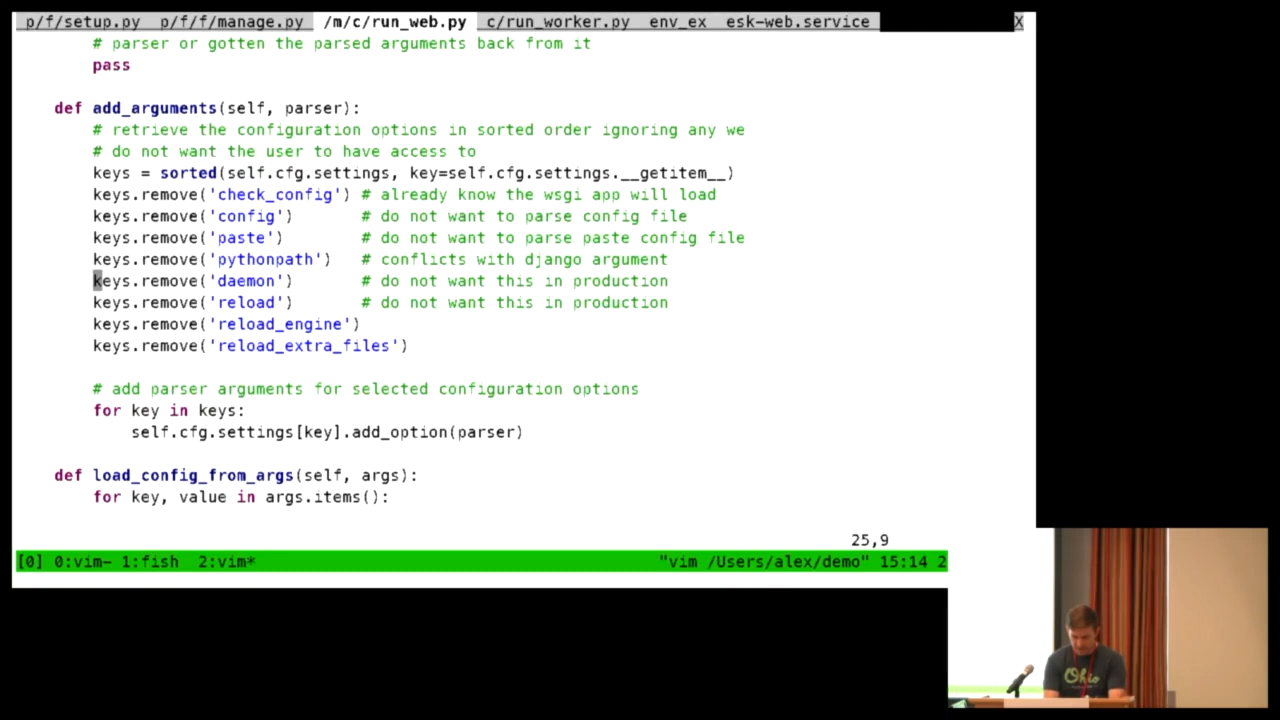 p/f/setup.py  p/f/f/manage.py  /m/c/run_web.py  c/run_worker.py  env_ex  esk-web.service  X
# parser or gotten the parsed arguments back from it
pass
def add_arguments(self, parser):
# retrieve the configuration options in sorted order ignoring any we
# do not want the user to have access to
keys = sorted(self.cfg.settings, key=self.cfg.settings.__getitem__)
keys.remove('check_config') # already know the wsgi app will load
keys.remove('config')       # do not want to parse config file
keys.remove('paste')        # do not want to parse paste config file
keys.remove('pythonpath')   # conflicts with django argument
keys.remove('daemon')       # do not want this in production
keys.remove('reload')       # do not want this in production
keys.remove('reload_engine')
keys.remove('reload_extra_files')
# add parser arguments for selected configuration options
for key in keys:
self.cfg.settings[key].add_option(parser)
def load_config_from_args(self, args):
for key, value in args.items():
25,9
[0] 0:vim- 1:fish  2:vim*  "vim /Users/alex/demo" 15:14 2
Ohio